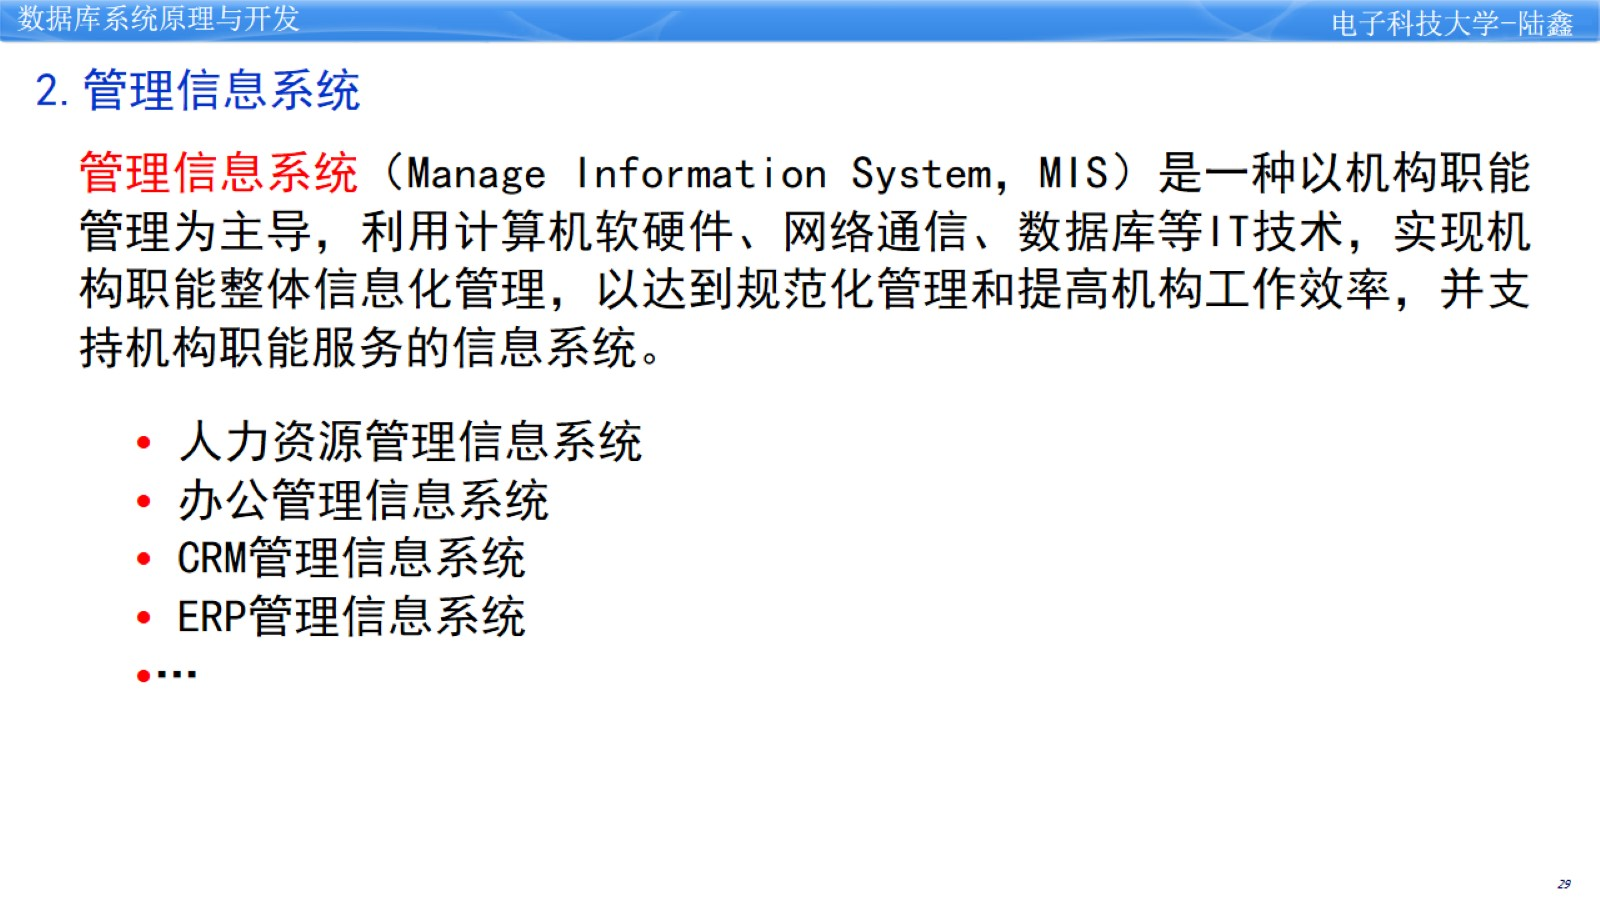 数据库系统原理与开发
电子科技大学-陆鑫
2.管理信息系统
管理信息系统（Manage Information System，MIS）是一种以机构职能
管理为主导，利用计算机软硬件、网络通信、数据库等IT技术，实现机
构职能整体信息化管理，以达到规范化管理和提高机构工作效率，并支
持机构职能服务的信息系统。
• 人力资源管理信息系统
• 办公管理信息系统
• CRM管理信息系统
• ERP管理信息系统
•…
29